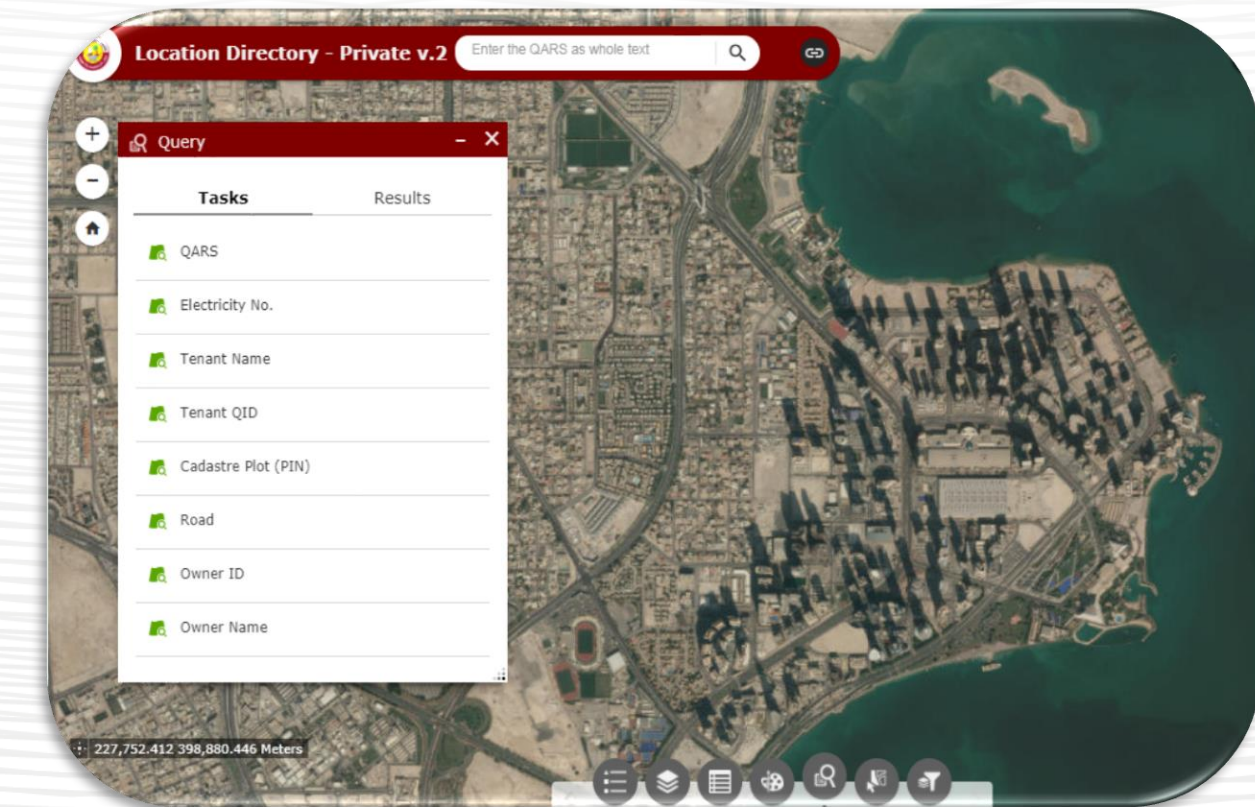 Location Directory - Private v.2
Enter the QARS as whole text
Query
Tasks
Results
QARS
Electricity No.
Tenant Name
Tenant QID
Cadastre Plot (PIN)
Road
Owner ID
Owner Name
227,752.412 398,880.446 Meters